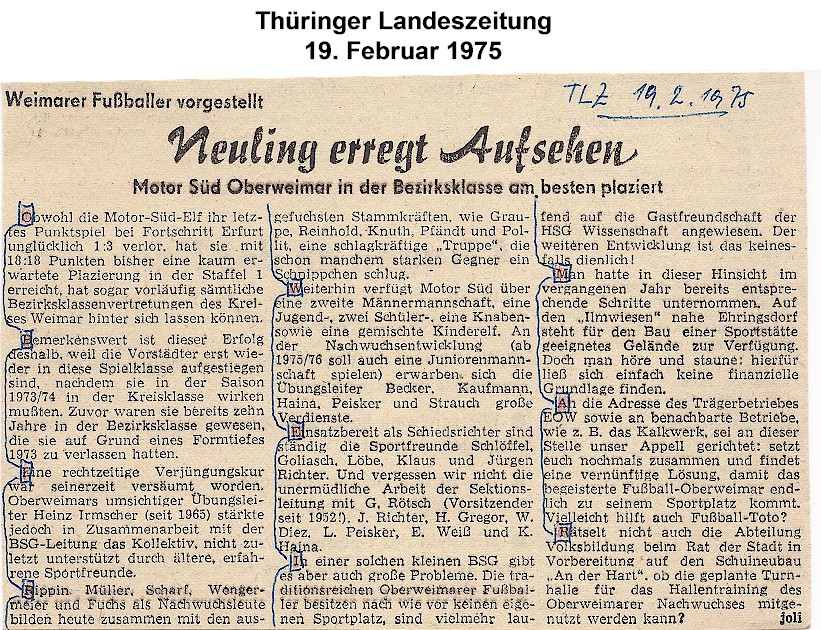 Thüringer Landeszeitung
19. Februar 1975
Weimarer Fußballer vorgestellt
TLZ 19.2.1975
Neuling erregt Aufsehen
Motor Süd Oberweimar in der Bezirksklasse am besten plaziert
Obwohl die Motor-Süd-Elf ihr letz-
tes Punktspiel bei Fortschritt Erfurt
unglücklich 1:3 verlor, hat sie mit
18:18 Punkten bisher eine kaum er-
wartete Plazierung in der Staffel 1
erreicht, hat sogar vorläufig sämtliche
Bezirksklassenvertretungen des Krei-
ses Weimar hinter sich lassen können.
Bemerkenswert ist dieser Erfolg
deshalb, weil die Vorstädter erst wie-
der in diese Spielklasse aufgestiegen
sind, nachdem sie in der Saison
1973/74 in der Kreisklasse wirken
mußten. Zuvor waren sie bereits zehn
Jahre in der Bezirksklasse gewesen,
die sie auf Grund eines Formtiefes
1973 zu verlassen hatten.
Eine rechtzeitige Verjüngungskur
war seinerzeit versäumt worden.
Oberweimars umsichtiger Übungslei-
ter Heinz Irmscher (seit 1965) stärkte
jedoch in Zusammenarbeit mit der
BSG-Leitung das Kollektiv, nicht zu-
letzt unterstützt durch ältere, erfah-
rene Sportfreunde.
Rippin, Müller, Scharf, Wenger-
meier und Fuchs als Nachwuchsleute
bilden heute zusammen mit den aus-
gefuchsten Stammkräften, wie Grau-
pe, Reinhold, Knuth, Pfändt und Pol-
lit, eine schlagkräftige „Truppe", die
schon manchem starken Gegner ein
Schnippchen schlug.
Weiterhin verfügt Motor Süd über
eine zweite Männermannschaft, eine
Jugend-, zwei Schüler-, eine Knaben-
sowie eine gemischte Kinderelf. An
der Nachwuchsentwicklung (ab
1975/76 soll auch eine Juniorenmann-
schaft spielen) erwarben sich die
Übungsleiter Becker, Kaufmann,
Haina, Peisker und Strauch große
Verdienste.
Einsatzbereit als Schiedsrichter sind
ständig die Sportfreunde Schlöffel,
Goliasch, Löbe, Klaus und Jürgen
Richter. Und vergessen wir nicht die
unermüdliche Arbeit der Sektions-
leitung mit G. Rötsch (Vorsitzender
seit 1952!), J. Richter, H. Gregor, W.
Diez, L. Peisker, E. Weiß und K.
Haina.
In einer solchen kleinen BSG gibt
es aber auch große Probleme. Die tra-
ditionsreichen Oberweimarer Fußbal-
ler besitzen nach wie vor keinen eige-
nen Sportplatz, sind vielmehr lau-
fend auf die Gastfreundschaft der
HSG Wissenschaft angewiesen. Der
weiteren Entwicklung ist das keines-
falls dienlich!
Man hatte in dieser Hinsicht im
vergangenen Jahr bereits entspre-
chende Schritte unternommen. Auf
den „Ilmwiesen" nahe Ehringsdorf
steht für den Bau einer Sportstätte
geeignetes Gelände zur Verfügung.
Doch man höre und staune: hierfür
ließ sich einfach keine finanzielle
Grundlage finden.
An die Adresse des Trägerbetriebes
EOW sowie an benachbarte Betriebe,
wie z. B. das Kalkwerk, sei an dieser
Stelle unser Appell gerichtet: setzt
euch nochmals zusammen und findet
eine vernünftige Lösung, damit das
begeisterte Fußball-Oberweimar end-
lich zu seinem Sportplatz kommt.
Vielleicht hilft auch Fußball-Toto?
Rätselt nicht auch die Abteilung
Volksbildung beim Rat der Stadt in
Vorbereitung auf den Schulneubau
„An der Hart", ob die geplante Turn-
halle für das Hallentraining des
Oberweimarer Nachwuchses mitge-
nutzt werden kann? joli